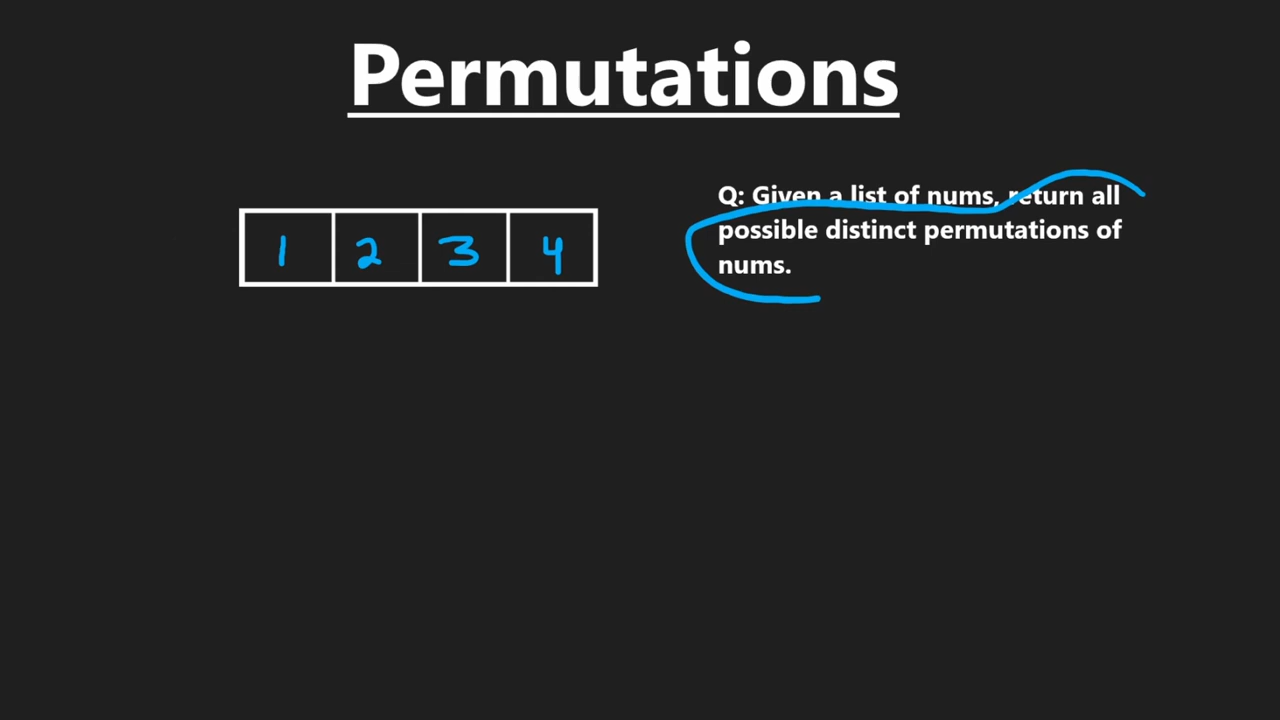 Permutations
1 2 3 4
Q: Given a list of nums, return all
possible distinct permutations of
nums.